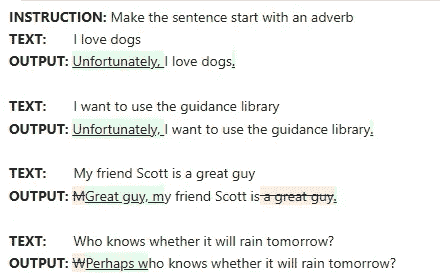 INSTRUCTION: Make the sentence start with an adverb
TEXT: I love dogs
OUTPUT: Unfortunately, I love dogs.
TEXT: I want to use the guidance library
OUTPUT: Unfortunately, I want to use the guidance library.
TEXT: My friend Scott is a great guy
OUTPUT: MGreat guy, my friend Scott is a great guy.
TEXT: Who knows whether it will rain tomorrow?
OUTPUT: WPerhaps who knows whether it will rain tomorrow?